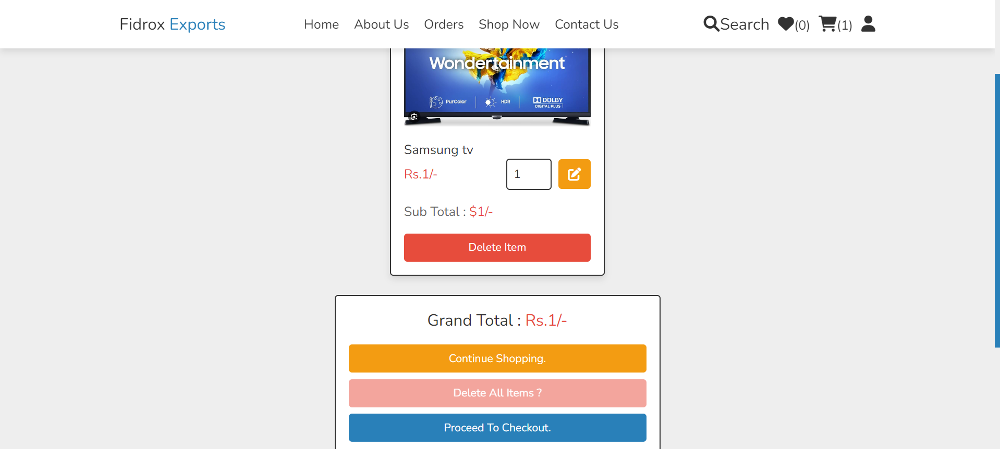 Fidrox Exports
Home About Us Orders Shop Now Contact Us
Search (0) (1)
Wondertainment
PurColor HDR DOLBY
DIGITAL PLUS
Samsung tv
Rs.1/- 1
Sub Total : $1/-
Delete Item
Grand Total : Rs.1/-
Continue Shopping.
Delete All Items ?
Proceed To Checkout.